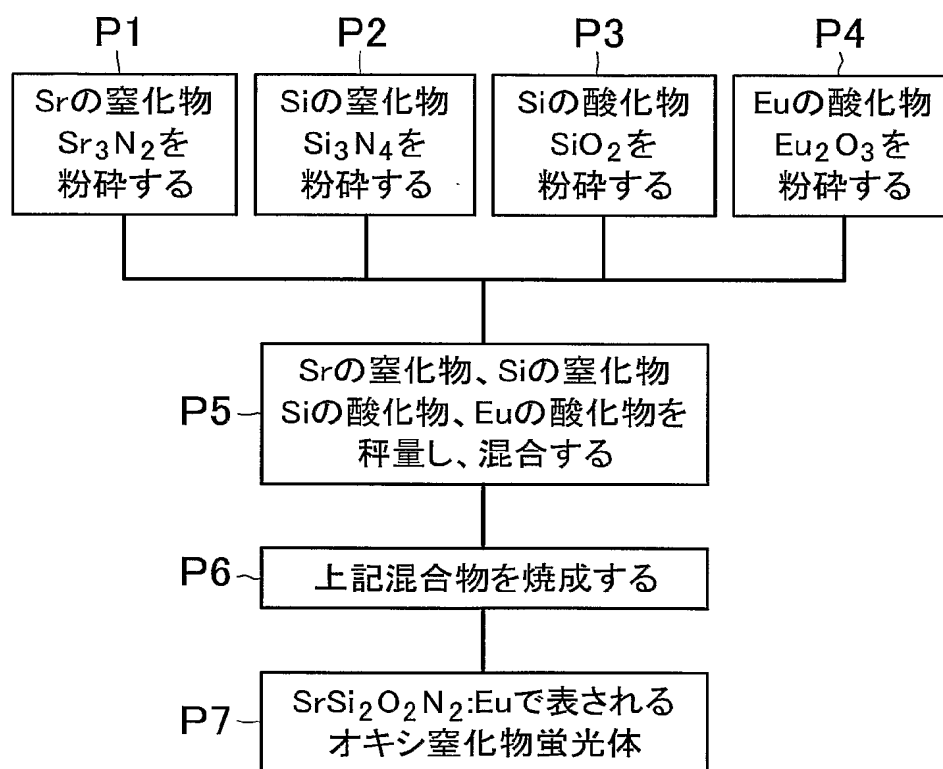 P1
P2
P3
P4
Srの窒化物
Sr₃N₂を
粉砕する
Siの窒化物
Si₃N₄を
粉砕する
Siの酸化物
SiO₂を
粉砕する
Euの酸化物
Eu₂O₃を
粉砕する
P5
Srの窒化物、Siの窒化物
Siの酸化物、Euの酸化物を
秤量し、混合する
P6
上記混合物を焼成する
P7
SrSi₂O₂N₂:Euで表される
オキシ窒化物蛍光体